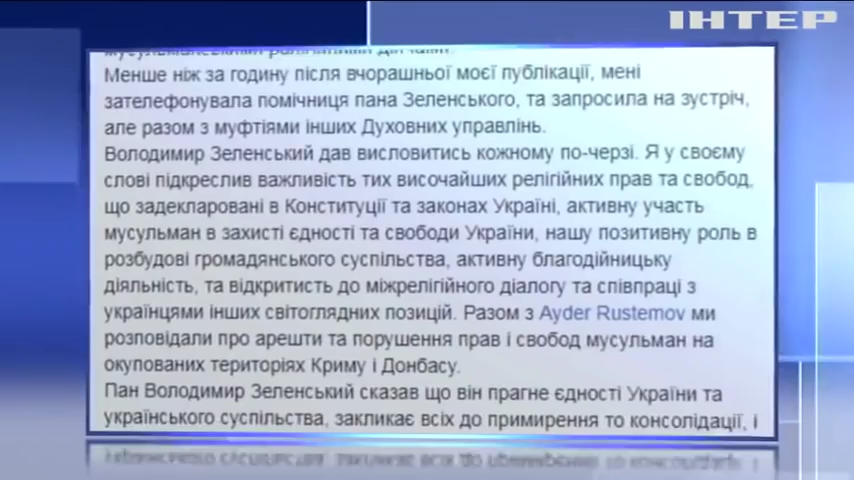 ІНТЕР
Менше ніж за годину після вчорашньої моєї публікації, мені
зателефонувала помічниця пана Зеленського, та запросила на зустріч,
але разом з муфтіями інших Духовних управлінь.
Володимир Зеленський дав висловитись кожному по-черзі. Я у своєму
слові підкреслив важливість тих височайших релігійних прав та свобод,
що задекларовані в Конституції та законах Україні, активну участь
мусульман в захисті єдності та свободи України, нашу позитивну роль в
розбудові громадянського суспільства, активну благодійницьку
діяльність, та відкритисть до міжрелігійного діалогу та співпраці з
українцями інших світоглядних позицій. Разом з Ayder Rustemov ми
розповідали про арешти та порушення прав і свобод мусульман на
окупованих територіях Криму і Донбасу.
Пан Володимир Зеленський сказав що він прагне єдності України та
українського суспільства, закликає всіх до примирення то консолідації, і